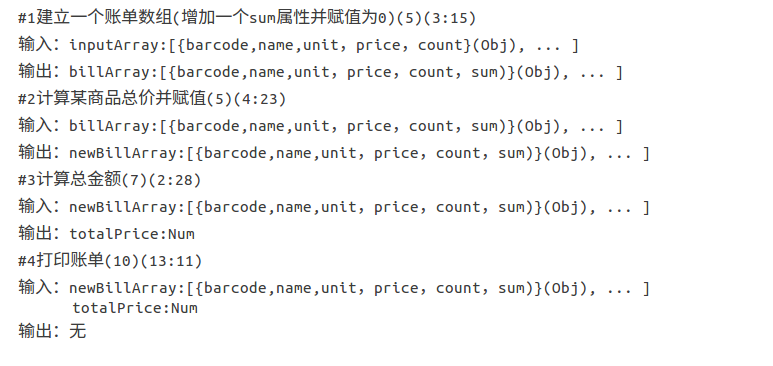 #1建立一个账单数组(增加一个sum属性并赋值为0)(5)(3:15)
输入：inputArray:[{barcode,name,unit，price，count}(Obj), ... ]
输出：billArray:[{barcode,name,unit，price，count，sum)}(Obj), ... ]
#2计算某商品总价并赋值(5)(4:23)
输入：billArray:[{barcode,name,unit，price，count，sum)}(Obj), ... ]
输出：newBillArray:[{barcode,name,unit，price，count，sum)}(Obj), ... ]
#3计算总金额(7)(2:28)
输入：newBillArray:[{barcode,name,unit，price，count，sum)}(Obj), ... ]
输出：totalPrice:Num
#4打印账单(10)(13:11)
输入：newBillArray:[{barcode,name,unit，price，count，sum)}(Obj), ... ]
totalPrice:Num
输出：无